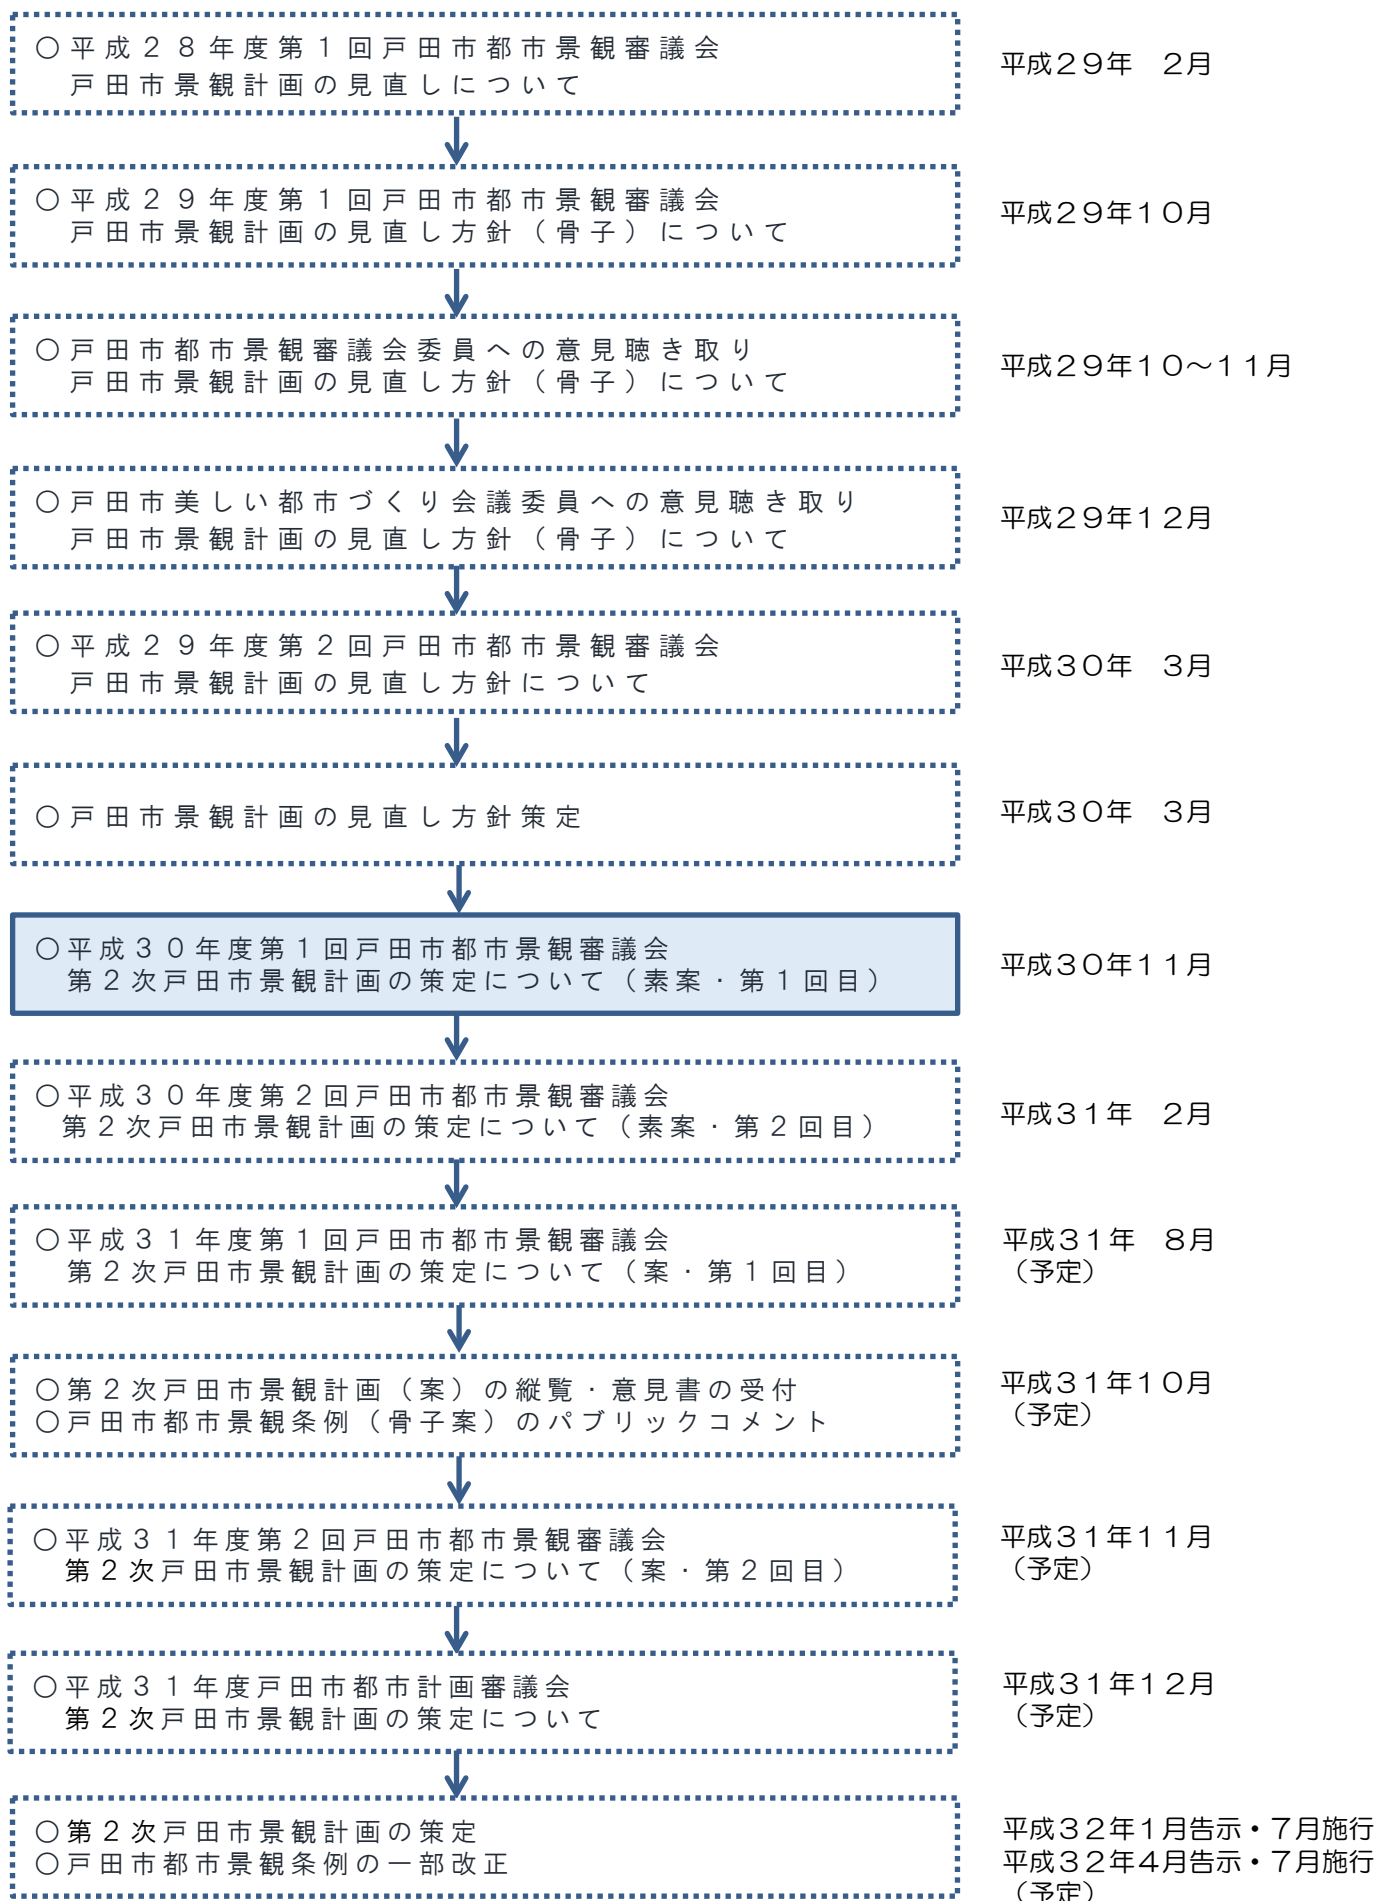 ○平成２８年度第１回戸田市都市景観審議会
戸田市景観計画の見直しについて
平成２９年　２月
○平成２９年度第１回戸田市都市景観審議会
戸田市景観計画の見直し方針（骨子）について
平成２９年１０月
○戸田市都市景観審議会委員への意見聴き取り
戸田市景観計画の見直し方針（骨子）について
平成２９年１０～１１月
○戸田市美しい都市づくり会議委員への意見聴き取り
戸田市景観計画の見直し方針（骨子）について
平成２９年１２月
○平成２９年度第２回戸田市都市景観審議会
戸田市景観計画の見直し方針について
平成３０年　３月
○戸田市景観計画の見直し方針策定
平成３０年　３月
○平成３０年度第１回戸田市都市景観審議会
第２次戸田市景観計画の策定について（素案・第１回目）
平成３０年１１月
○平成３０年度第２回戸田市都市景観審議会
第２次戸田市景観計画の策定について（素案・第２回目）
平成３１年　２月
○平成３１年度第１回戸田市都市景観審議会
第２次戸田市景観計画の策定について（案・第１回目）
平成３１年　８月
（予定）
○第２次戸田市景観計画（案）の縦覧・意見書の受付
○戸田市都市景観条例（骨子案）のパブリックコメント
平成３１年１０月
（予定）
○平成３１年度第２回戸田市都市景観審議会
第２次戸田市景観計画の策定について（案・第２回目）
平成３１年１１月
（予定）
○平成３１年度戸田市都市計画審議会
第２次戸田市景観計画の策定について
平成３１年１２月
（予定）
○第２次戸田市景観計画の策定
○戸田市都市景観条例の一部改正
平成３２年１月告示・７月施行
平成３２年４月告示・７月施行
（予定）